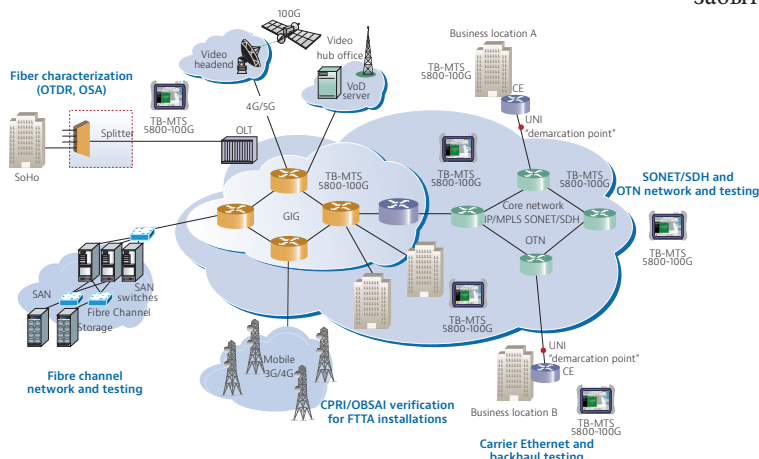 100G
Video
headend
Video
hub office
VoD
server
Business location A
CE
UNI
"demarcation point"
Fiber characterization
(OTDR, OSA)
TB-MTS
5800-100G
4G/5G
Splitter
OLT
SoHo
TB-MTS
5800-100G
TB-MTS
5800-100G
TB-MTS
5800-100G
SONET/SDH and
OTN network and testing
GIG
Core network
IP/MPLS SONET/SDH
OTN
TB-MTS
5800-100G
SAN
SAN
switches
Fibre Channel
Storage
TB-MTS
5800-100G
Mobile
3G/4G
UNI
"demarcation point"
CE
Fibre channel
network and testing
CPRI/OBSAI verification
for FTTA installations
Business location B
TB-MTS
5800-100G
Carrier Ethernet and
backhaul testing